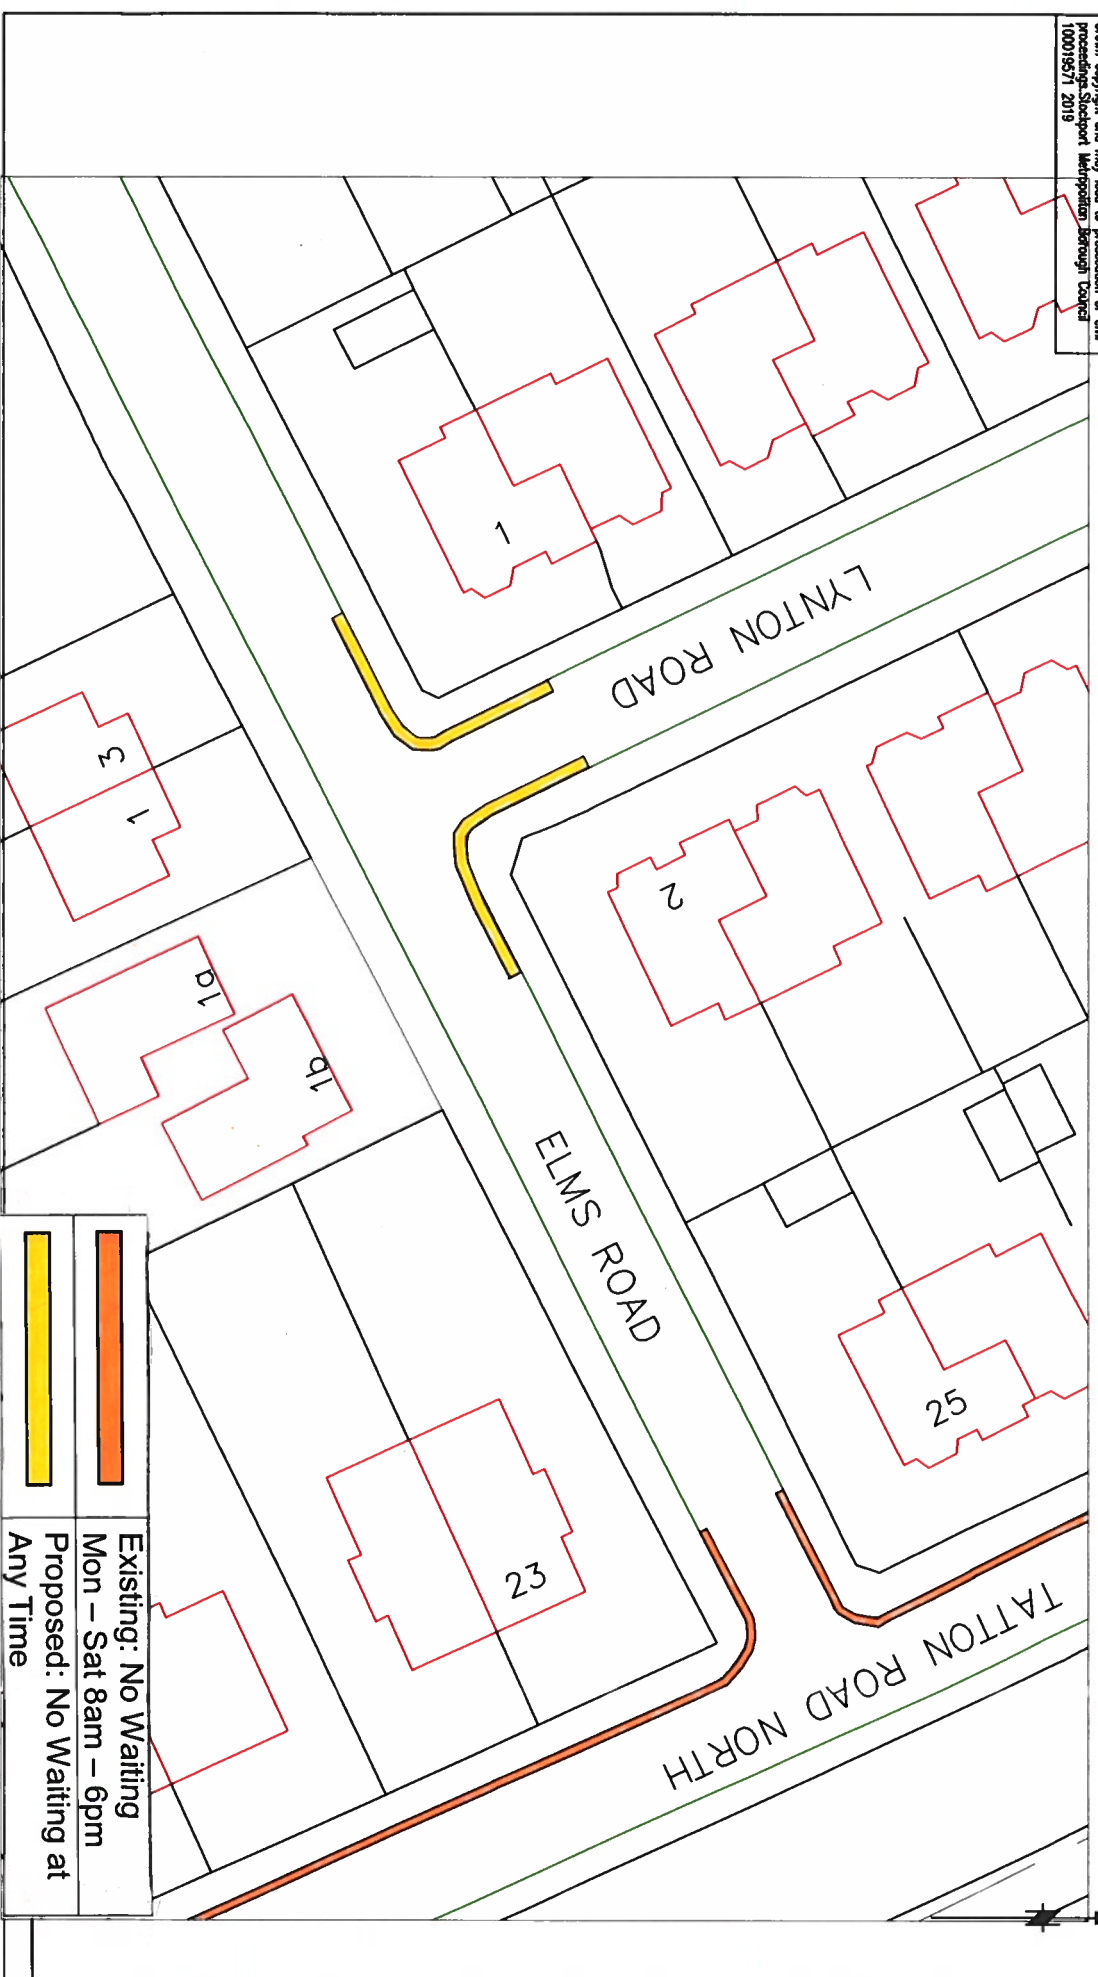 proceedings.Stockport Metropolitan Borough Council
100019571 2019
LYNTON ROAD
1
2
3
1
1a
1b
ELMS ROAD
25
23
TATTON ROAD NORTH
Existing: No Waiting
Mon – Sat 8am – 6pm
Proposed: No Waiting at
Any Time